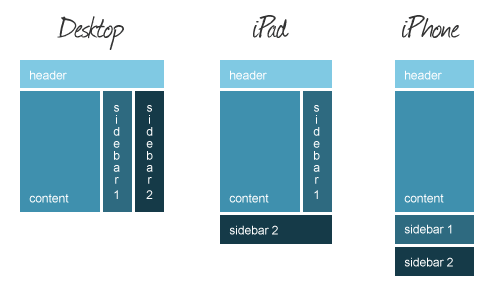 Desktop
header
content
sidebar 1
sidebar 2
iPad
header
content
sidebar 1
sidebar 2
iPhone
header
content
sidebar 1
sidebar 2